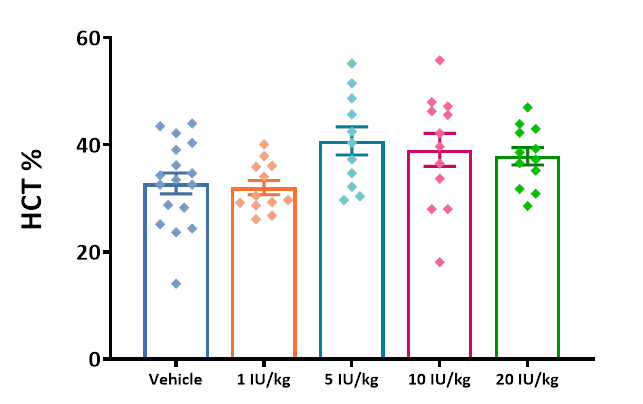 60
40
20
0
HCT %
Vehicle
1 IU/kg
5 IU/kg
10 IU/kg
20 IU/kg